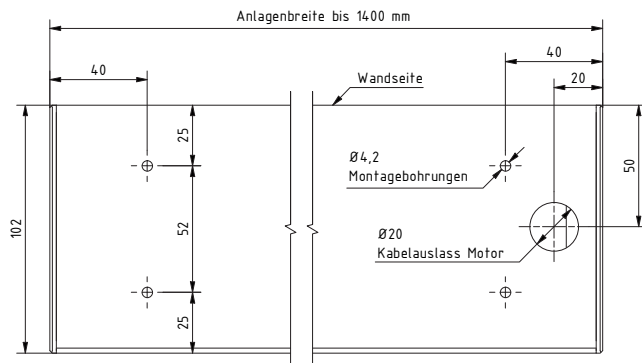 Anlagenbreite bis 1400 mm
40
40
20
Wandseite
25
Ø4,2
Montagebohrungen
50
102
52
Ø20
Kabelauslass Motor
25